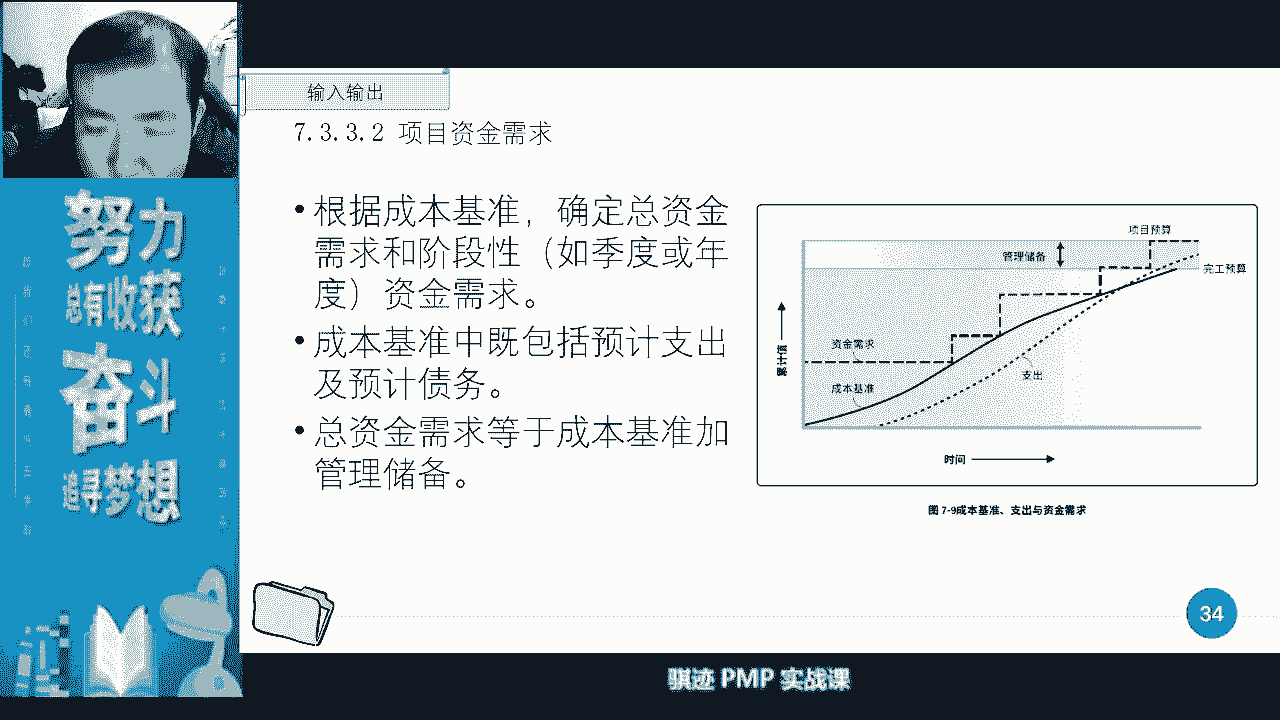 努力
总有收获
奋斗
追寻梦想
输入输出
7.3.3.2 项目资金需求
• 根据成本基准，确定总资金
需求和阶段性（如季度或年
度）资金需求。
• 成本基准中既包括预计支出
及预计债务。
• 总资金需求等于成本基准加
管理储备。
项目预算
管理储备
完工预算
资金需求
成本基准
支出
累计值
时间
图 7-9成本基准、支出与资金需求
34
骐迹 PMP 实战课